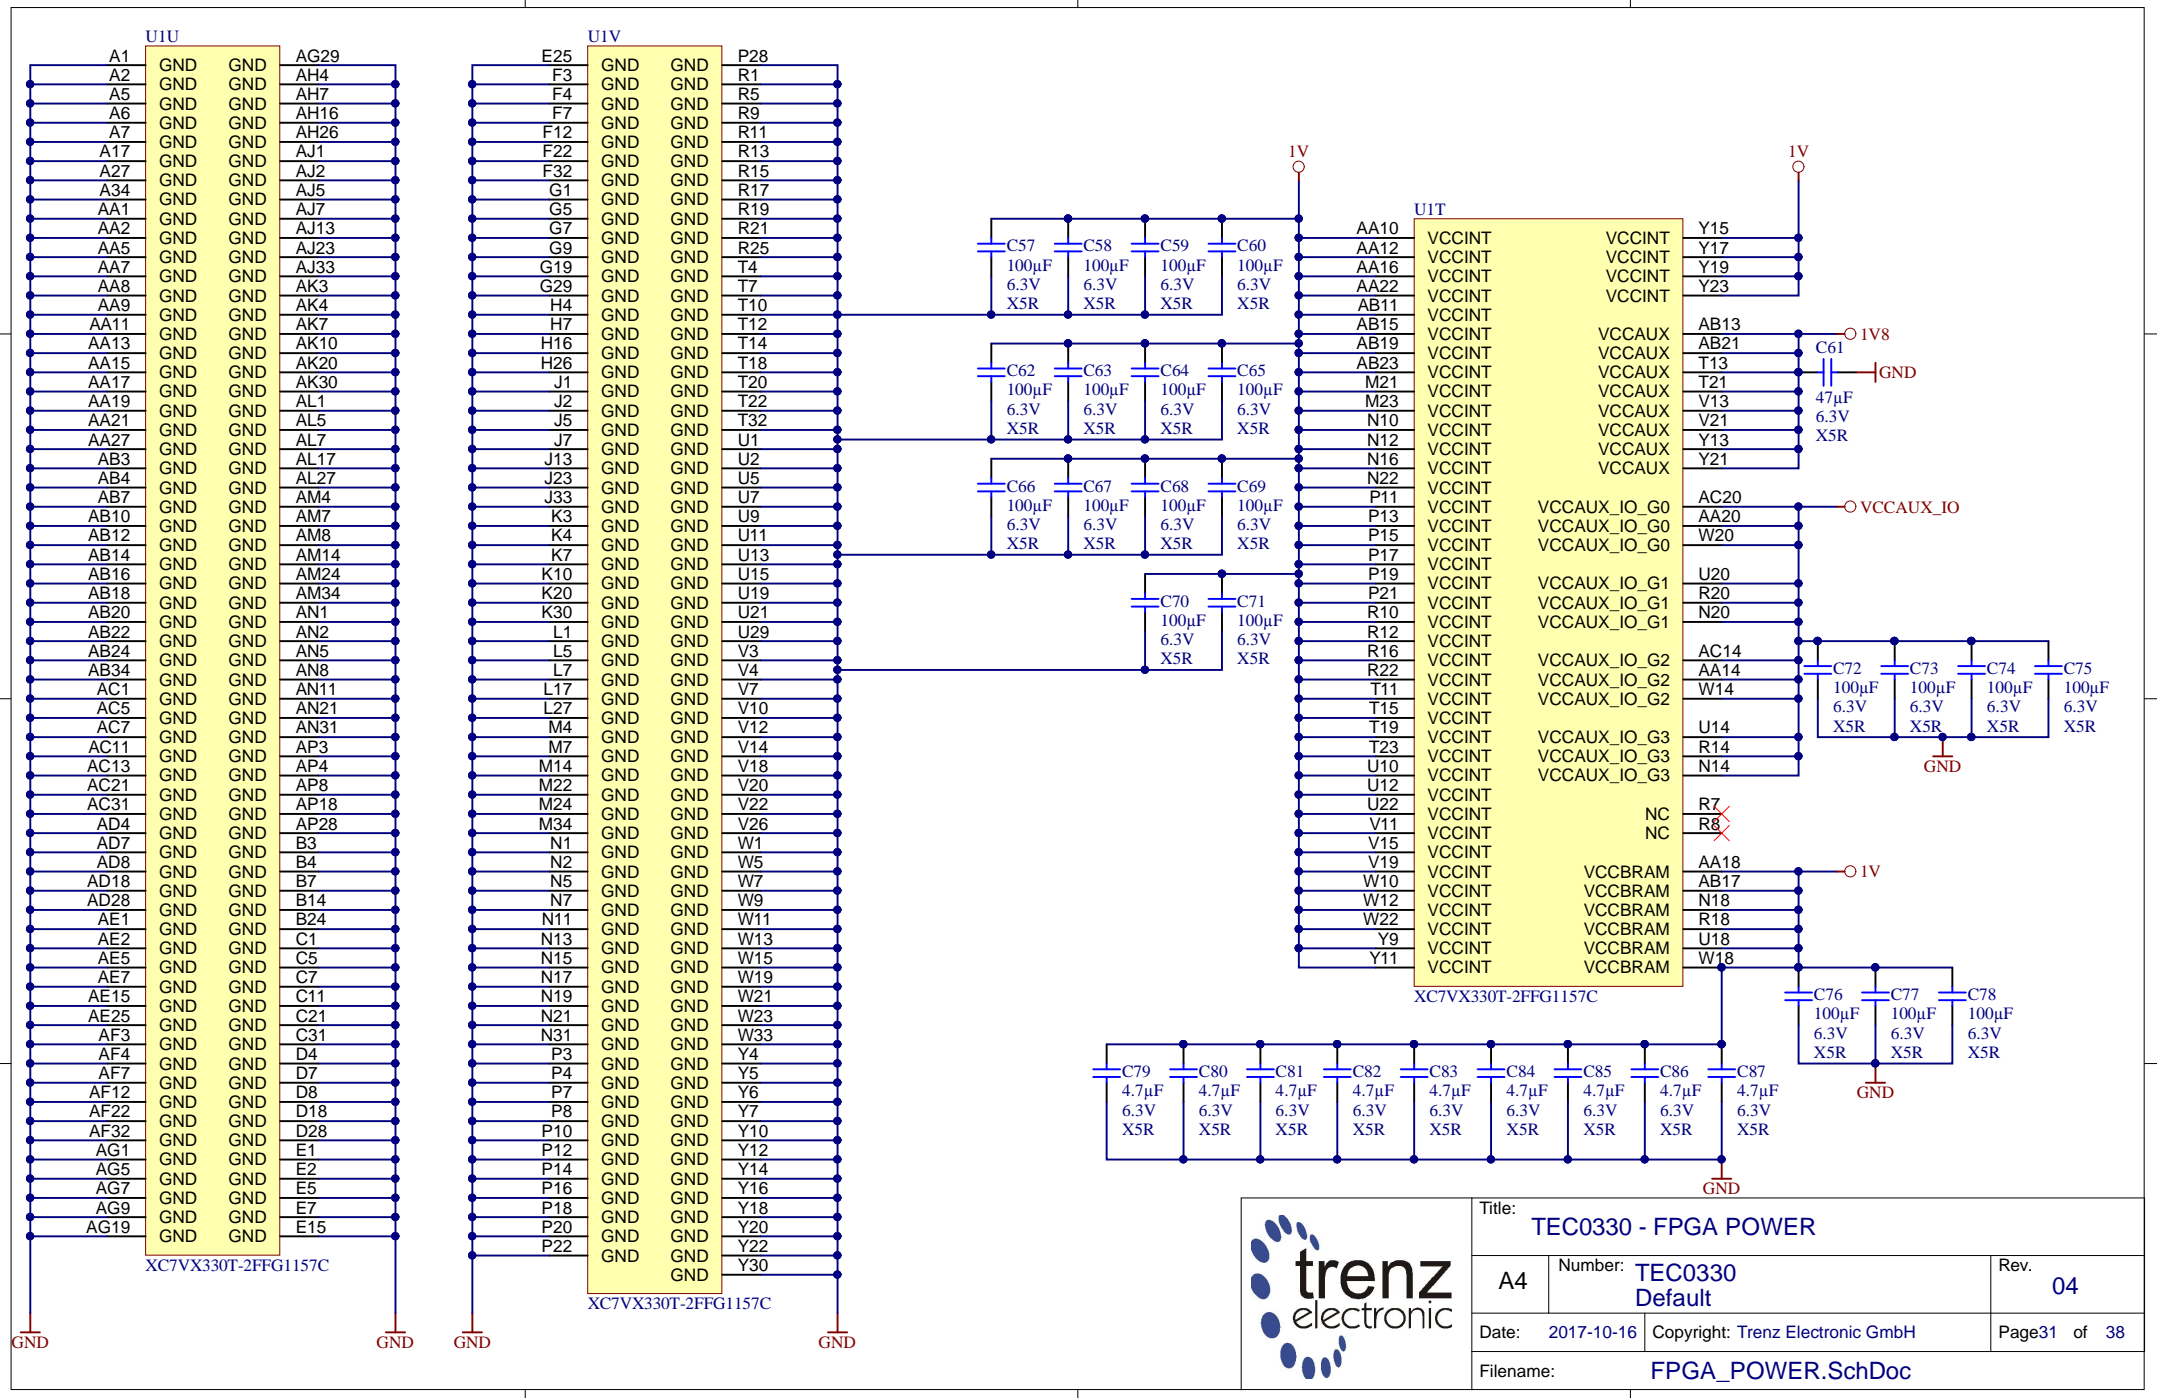 U1U
A1 GND GND AG29
A2 GND GND AH4
A5 GND GND AH7
A6 GND GND AH16
A7 GND GND AH26
A17 GND GND AJ1
A27 GND GND AJ2
A34 GND GND AJ5
AA1 GND GND AJ7
AA2 GND GND AJ13
AA5 GND GND AJ23
AA7 GND GND AJ33
AA8 GND GND AK3
AA9 GND GND AK4
AA11 GND GND AK7
AA13 GND GND AK10
AA15 GND GND AK20
AA17 GND GND AK30
AA19 GND GND AL1
AA21 GND GND AL5
AA27 GND GND AL7
AB3 GND GND AL17
AB4 GND GND AL27
AB7 GND GND AM4
AB10 GND GND AM7
AB12 GND GND AM8
AB14 GND GND AM14
AB16 GND GND AM24
AB18 GND GND AM34
AB20 GND GND AN1
AB22 GND GND AN2
AB24 GND GND AN5
AB34 GND GND AN8
AC1 GND GND AN11
AC5 GND GND AN21
AC7 GND GND AN31
AC11 GND GND AP3
AC13 GND GND AP4
AC21 GND GND AP8
AC31 GND GND AP18
AD4 GND GND AP28
AD7 GND GND B3
AD8 GND GND B4
AD18 GND GND B7
AD28 GND GND B14
AE1 GND GND B24
AE2 GND GND C1
AE5 GND GND C5
AE7 GND GND C7
AE15 GND GND C11
AE25 GND GND C21
AF3 GND GND C31
AF4 GND GND D4
AF7 GND GND D7
AF12 GND GND D8
AF22 GND GND D18
AF32 GND GND D28
AG1 GND GND E1
AG5 GND GND E2
AG7 GND GND E5
AG9 GND GND E7
AG19 GND GND E15
XC7VX330T-2FFG1157C
GND GND
U1V
E25 GND GND P28
F3 GND GND R1
F4 GND GND R5
F7 GND GND R9
F12 GND GND R11
F22 GND GND R13
F32 GND GND R15
G1 GND GND R17
G5 GND GND R19
G7 GND GND R21
G9 GND GND R25
G19 GND GND T4
G29 GND GND T7
H4 GND GND T10
H7 GND GND T12
H16 GND GND T14
H26 GND GND T18
J1 GND GND T20
J2 GND GND T22
J5 GND GND T32
J7 GND GND U1
J13 GND GND U2
J23 GND GND U5
J33 GND GND U7
K3 GND GND U9
K4 GND GND U11
K7 GND GND U13
K10 GND GND U15
K20 GND GND U19
K30 GND GND U21
L1 GND GND U29
L5 GND GND V3
L7 GND GND V4
L17 GND GND V7
L27 GND GND V10
M4 GND GND V12
M7 GND GND V14
M14 GND GND V18
M22 GND GND V20
M24 GND GND V22
M34 GND GND V26
N1 GND GND W1
N2 GND GND W5
N5 GND GND W7
N7 GND GND W9
N11 GND GND W11
N13 GND GND W13
N15 GND GND W15
N17 GND GND W19
N19 GND GND W21
N21 GND GND W23
N31 GND GND W33
P3 GND GND Y4
P4 GND GND Y5
P7 GND GND Y6
P8 GND GND Y7
P10 GND GND Y10
P12 GND GND Y12
P14 GND GND Y14
P16 GND GND Y16
P18 GND GND Y18
P20 GND GND Y20
P22 GND GND Y22
GND Y30
XC7VX330T-2FFG1157C
GND GND
1V 1V
C57 C58 C59 C60
100µF 100µF 100µF 100µF
6.3V 6.3V 6.3V 6.3V
X5R X5R X5R X5R
C62 C63 C64 C65
100µF 100µF 100µF 100µF
6.3V 6.3V 6.3V 6.3V
X5R X5R X5R X5R
C66 C67 C68 C69
100µF 100µF 100µF 100µF
6.3V 6.3V 6.3V 6.3V
X5R X5R X5R X5R
C70 C71
100µF 100µF
6.3V 6.3V
X5R X5R
U1T
AA10 VCCINT VCCINT Y15
AA12 VCCINT VCCINT Y17
AA16 VCCINT VCCINT Y19
AA22 VCCINT VCCINT Y23
AB11 VCCINT
AB15 VCCINT VCCAUX AB13 1V8
AB19 VCCINT VCCAUX AB21
AB23 VCCINT VCCAUX T13
M21 VCCINT VCCAUX T21
M23 VCCINT VCCAUX V13
N10 VCCINT VCCAUX V21
N12 VCCINT VCCAUX Y13
N16 VCCINT VCCAUX Y21
N22 VCCINT
P11 VCCINT VCCAUX_IO_G0 AC20 VCCAUX_IO
P13 VCCINT VCCAUX_IO_G0 AA20
P15 VCCINT VCCAUX_IO_G0 W20
P17 VCCINT
P19 VCCINT VCCAUX_IO_G1 U20
P21 VCCINT VCCAUX_IO_G1 R20
R10 VCCINT VCCAUX_IO_G1 N20
R12 VCCINT
R16 VCCINT VCCAUX_IO_G2 AC14
R22 VCCINT VCCAUX_IO_G2 AA14
T11 VCCINT VCCAUX_IO_G2 W14
T15 VCCINT
T19 VCCINT VCCAUX_IO_G3 U14
T23 VCCINT VCCAUX_IO_G3 R14
U10 VCCINT VCCAUX_IO_G3 N14
U12 VCCINT
U22 VCCINT NC R7
V11 VCCINT NC R8
V15 VCCINT
V19 VCCINT VCCBRAM AA18 1V
W10 VCCINT VCCBRAM AB17
W12 VCCINT VCCBRAM N18
W22 VCCINT VCCBRAM R18
Y9 VCCINT VCCBRAM U18
Y11 VCCINT VCCBRAM W18
XC7VX330T-2FFG1157C
C61
GND
47µF
6.3V
X5R
C72 C73 C74 C75
100µF 100µF 100µF 100µF
6.3V 6.3V 6.3V 6.3V
X5R X5R X5R X5R
GND
C76 C77 C78
100µF 100µF 100µF
6.3V 6.3V 6.3V
X5R X5R X5R
GND
C79 C80 C81 C82 C83 C84 C85 C86 C87
4.7µF 4.7µF 4.7µF 4.7µF 4.7µF 4.7µF 4.7µF 4.7µF 4.7µF
6.3V 6.3V 6.3V 6.3V 6.3V 6.3V 6.3V 6.3V 6.3V
X5R X5R X5R X5R X5R X5R X5R X5R X5R
GND
trenz
electronic
Title:
TEC0330 - FPGA POWER
A4 Number: TEC0330
Default
Rev.
04
Date: 2017-10-16 Copyright: Trenz Electronic GmbH Page31 of 38
Filename: FPGA_POWER.SchDoc